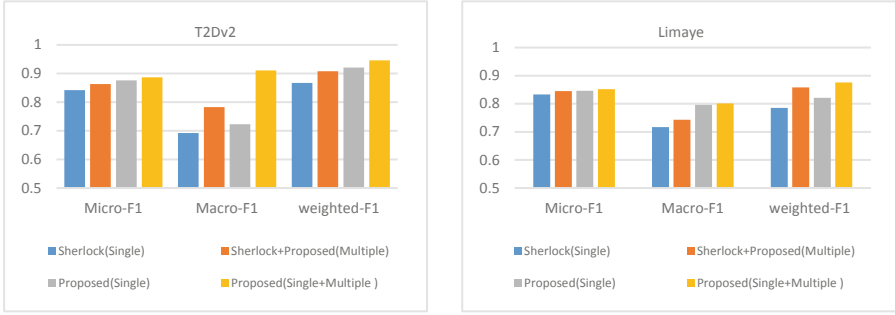 T2Dv2
1
0.9
0.8
0.7
0.6
0.5
Micro-F1 Macro-F1 weighted-F1
Sherlock(Single) Sherlock+Proposed(Multiple)
Proposed(Single) Proposed(Single+Multiple )
Limaye
1
0.9
0.8
0.7
0.6
0.5
Micro-F1 Macro-F1 weighted-F1
Sherlock(Single) Sherlock+Proposed(Multiple)
Proposed(Single) Proposed(Single+Multiple )